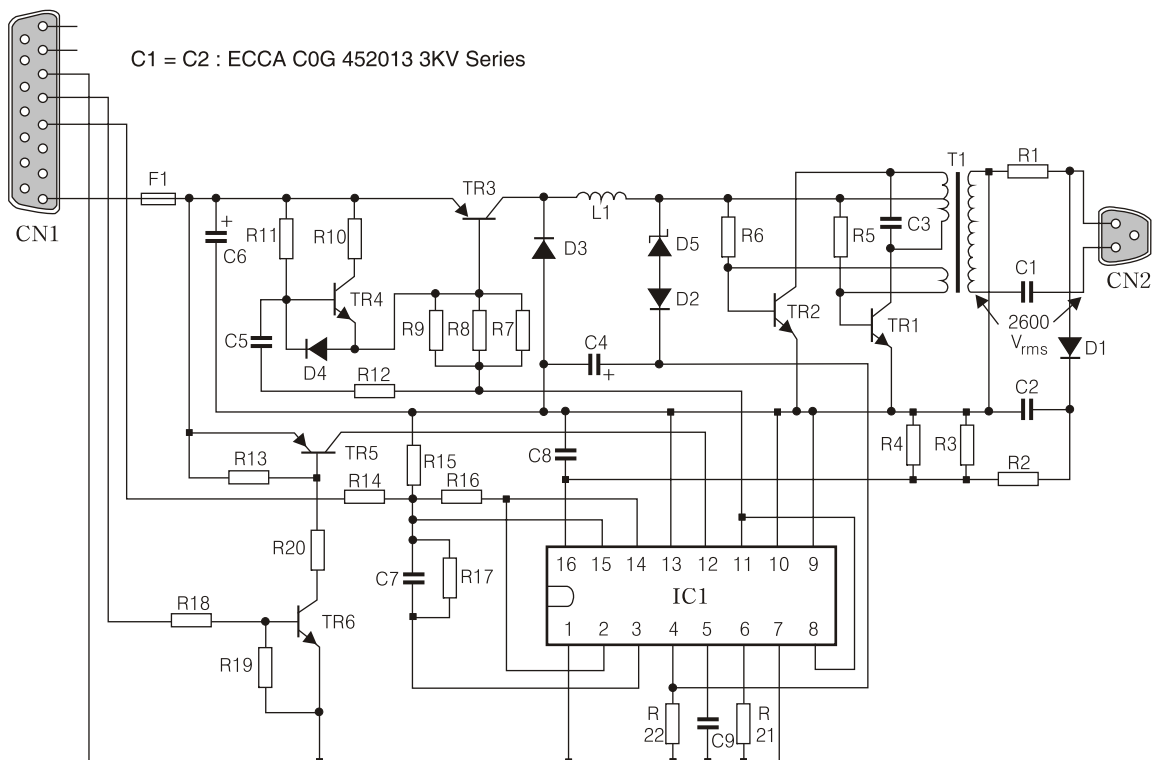 C1 = C2 : ECCA C0G 452013 3KV Series
CN1
F1
TR3
L1
T1
R1
CN2
C6
+
R11
R10
D3
D5
R6
R5
C3
C1
TR4
R9
R8
R7
D2
TR2
TR1
2600
Vrms
D1
C5
D4
C4
+
R12
C2
TR5
R15
C8
R4
R3
R2
R13
R14
R16
R20
C7
R17
16
15
14
13
12
11
10
9
IC1
R18
TR6
1
2
3
4
5
6
7
8
R19
R
22
C9
R
21